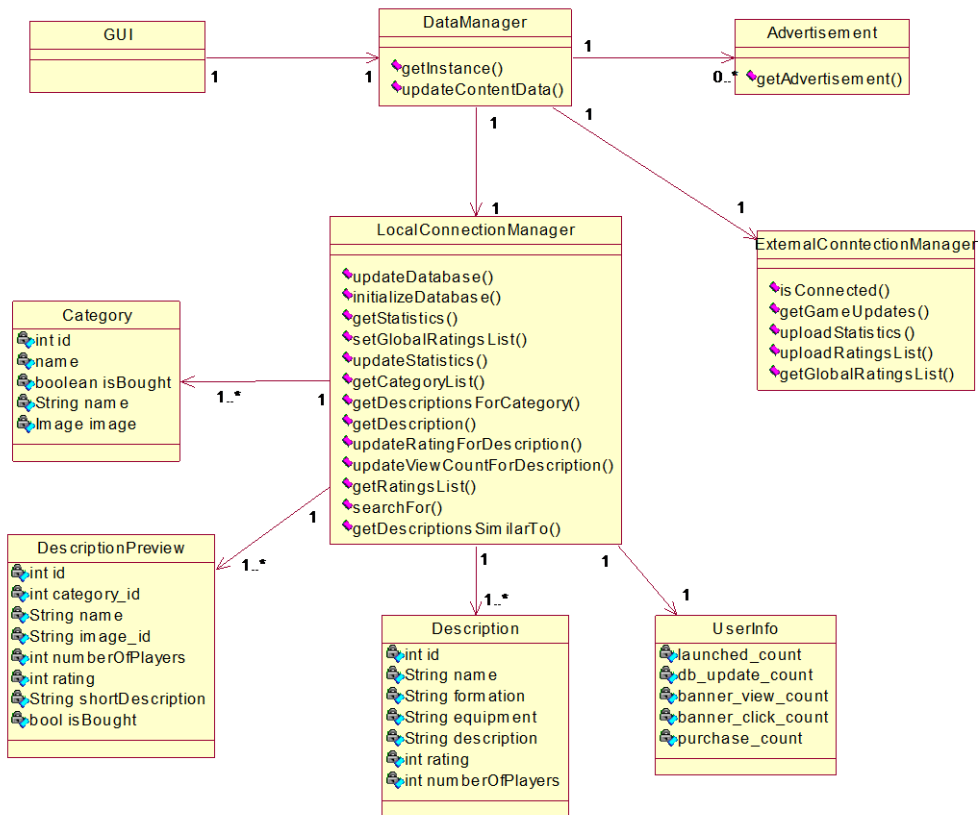 GUI
1
1
DataManager
getInstance()
updateContentData()
1
0..*
Advertisement
getAdvertisement()
1
1
1
1
LocalConnectionManager
updateDatabase()
initializeDatabase()
getStatistics()
setGlobalRatingsList()
updateStatistics()
getCategoryList()
getDescriptionsForCategory()
getDescription()
updateRatingForDescription()
updateViewCountForDescription()
getRatingsList()
searchFor()
getDescriptionsSimilarTo()
ExternalConntectionManager
isConnected()
getGameUpdates()
uploadStatistics()
uploadRatingsList()
getGlobalRatingsList()
Category
int id
name
boolean isBought
String name
Image image
1..*
1
1
1..*
DescriptionPreview
int id
int category_id
String name
String image_id
int numberOfPlayers
int rating
String shortDescription
bool isBought
1
1..*
Description
int id
String name
String formation
String equipment
String description
int rating
int numberOfPlayers
1
1
UserInfo
launched_count
db_update_count
banner_view_count
banner_click_count
purchase_count